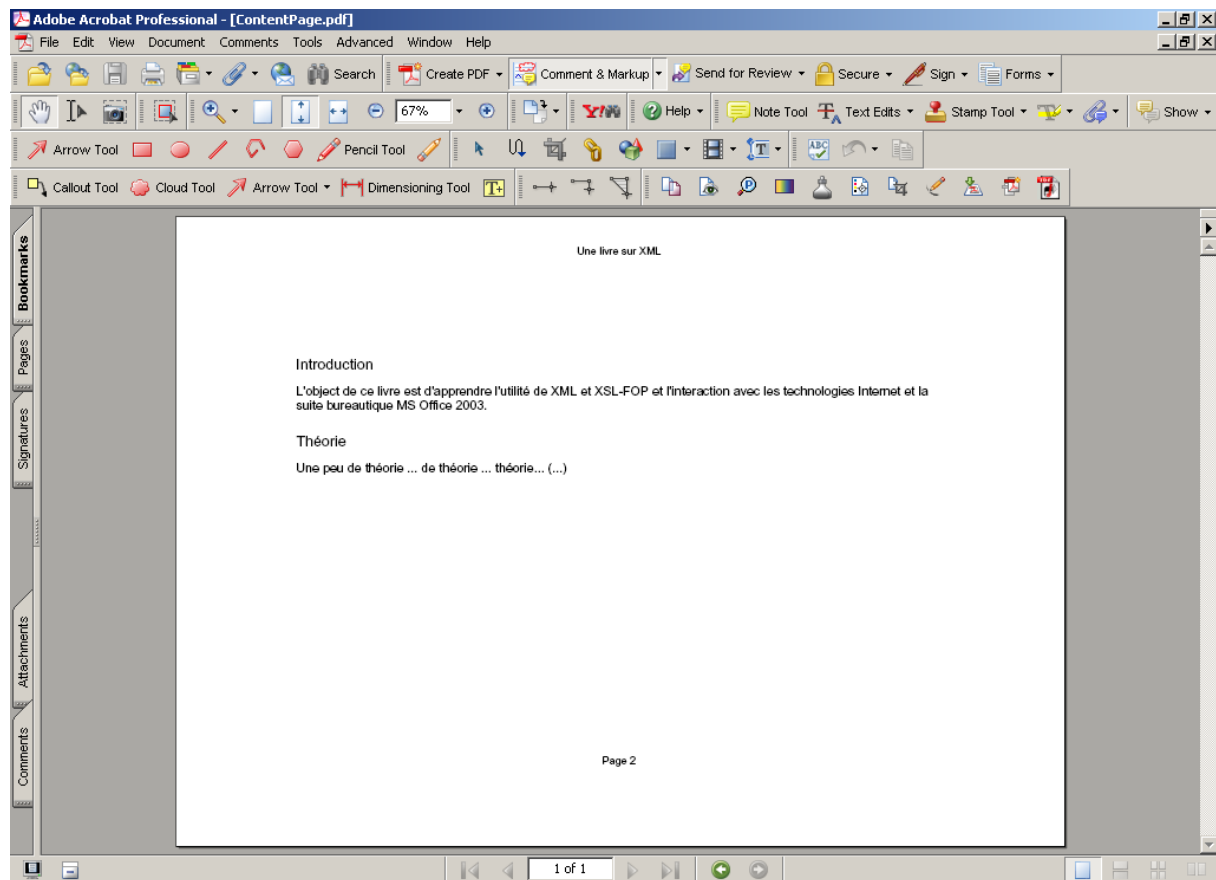 Adobe Acrobat Professional - [ContentPage.pdf]
File Edit View Document Comments Tools Advanced Window Help
Search Create PDF Comment & Markup Send for Review Secure Sign Forms
67% Y! Help Note Tool Text Edits Stamp Tool Show
Arrow Tool Pencil Tool ABC
Callout Tool Cloud Tool Arrow Tool Dimensioning Tool T+
Bookmarks
Pages
Signatures
Attachments
Comments
Une livre sur XML
Introduction
L'object de ce livre est d'apprendre l'utilité de XML et XSL-FOP et l'interaction avec les technologies Internet et la
suite bureautique MS Office 2003.
Théorie
Une peu de théorie ... de théorie ... théorie... (...)
Page 2
1 of 1